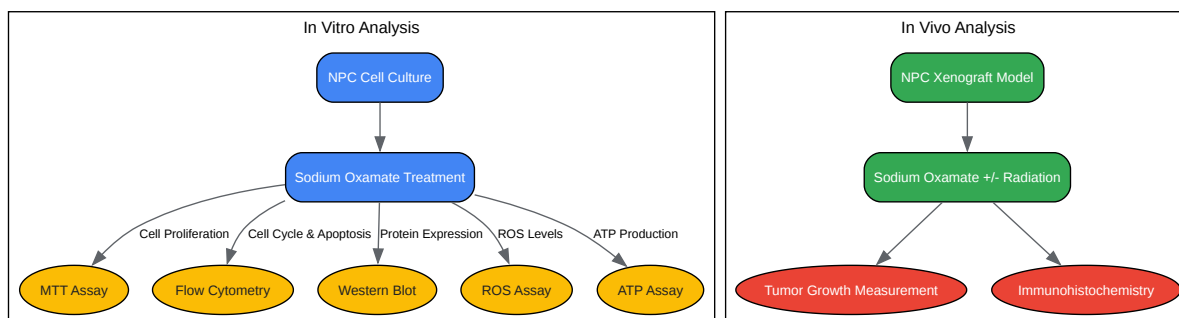 In Vitro Analysis
NPC Cell Culture
Sodium Oxamate Treatment
Cell Proliferation
Cell Cycle & Apoptosis
Protein Expression
ROS Levels
ATP Production
MTT Assay
Flow Cytometry
Western Blot
ROS Assay
ATP Assay
In Vivo Analysis
NPC Xenograft Model
Sodium Oxamate +/- Radiation
Tumor Growth Measurement
Immunohistochemistry